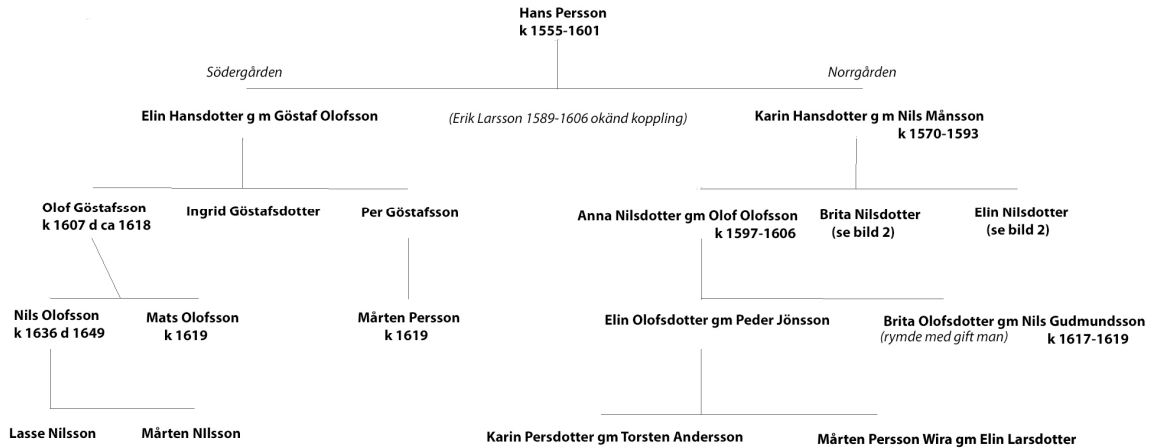 Hans Persson
k 1555-1601
Södergården
Norrgården
Elin Hansdotter g m Göstaf Olofsson
(Erik Larsson 1589-1606 okänd koppling)
Karin Hansdotter g m Nils Månsson
k 1570-1593
Olof Göstafsson
k 1607 d ca 1618
Ingrid Göstafsdotter
Per Göstafsson
Anna Nilsdotter gm Olof Olofsson
k 1597-1606
Brita Nilsdotter
(se bild 2)
Elin Nilsdotter
(se bild 2)
Nils Olofsson
k 1636 d 1649
Mats Olofsson
k 1619
Mårten Persson
k 1619
Elin Olofsdotter gm Peder Jönsson
Brita Olofsdotter gm Nils Gudmundsson
(rymde med gift man)
k 1617-1619
Lasse Nilsson
Mårten NIlsson
Karin Persdotter gm Torsten Andersson
Mårten Persson Wira gm Elin Larsdotter